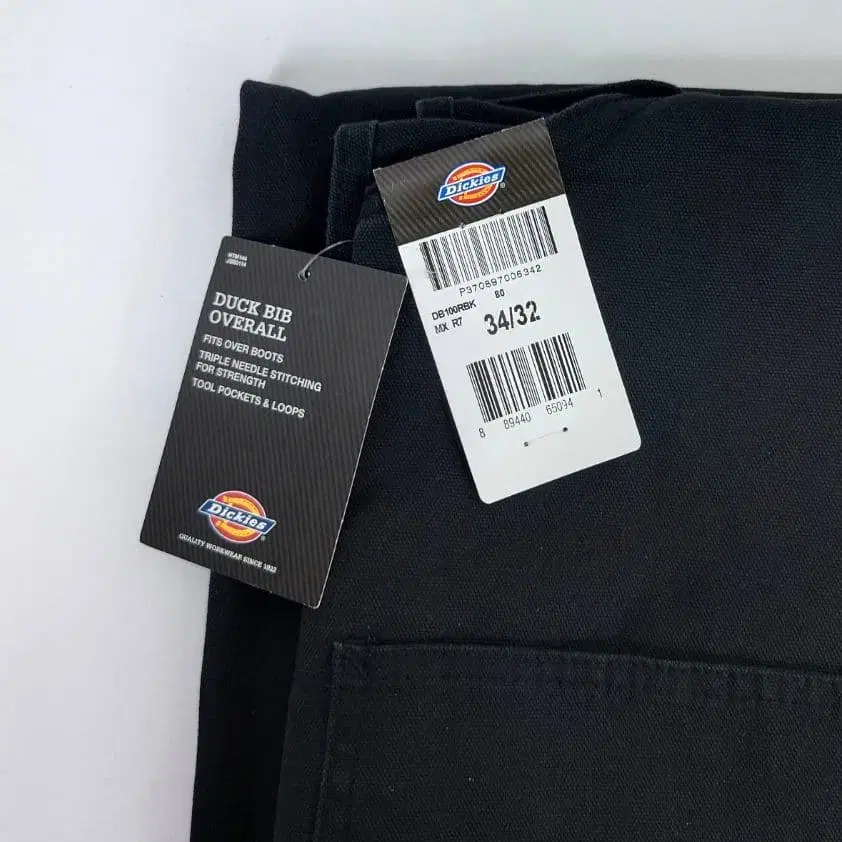 DUCK BIB
OVERALL
FITS OVER BOOTS
TRIPLE NEEDLE STITCHING
FOR STRENGTH
TOOL POCKETS & LOOPS
Dickies
QUALITY WORKWEAR SINCE 1922
Dickies
P370897006342
DB100RBK 80
MX R7 34/32
8 89440 65094 1